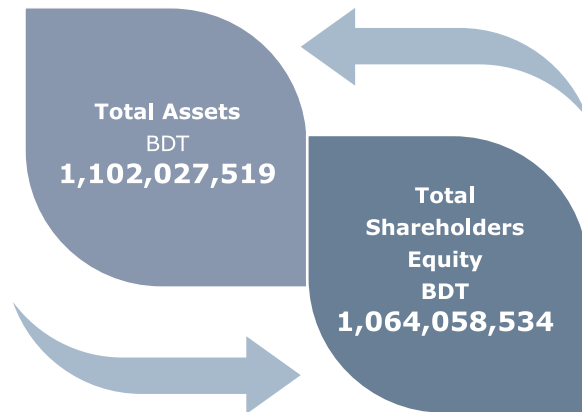 Total Assets
BDT
1,102,027,519
Total
Shareholders
Equity
BDT
1,064,058,534